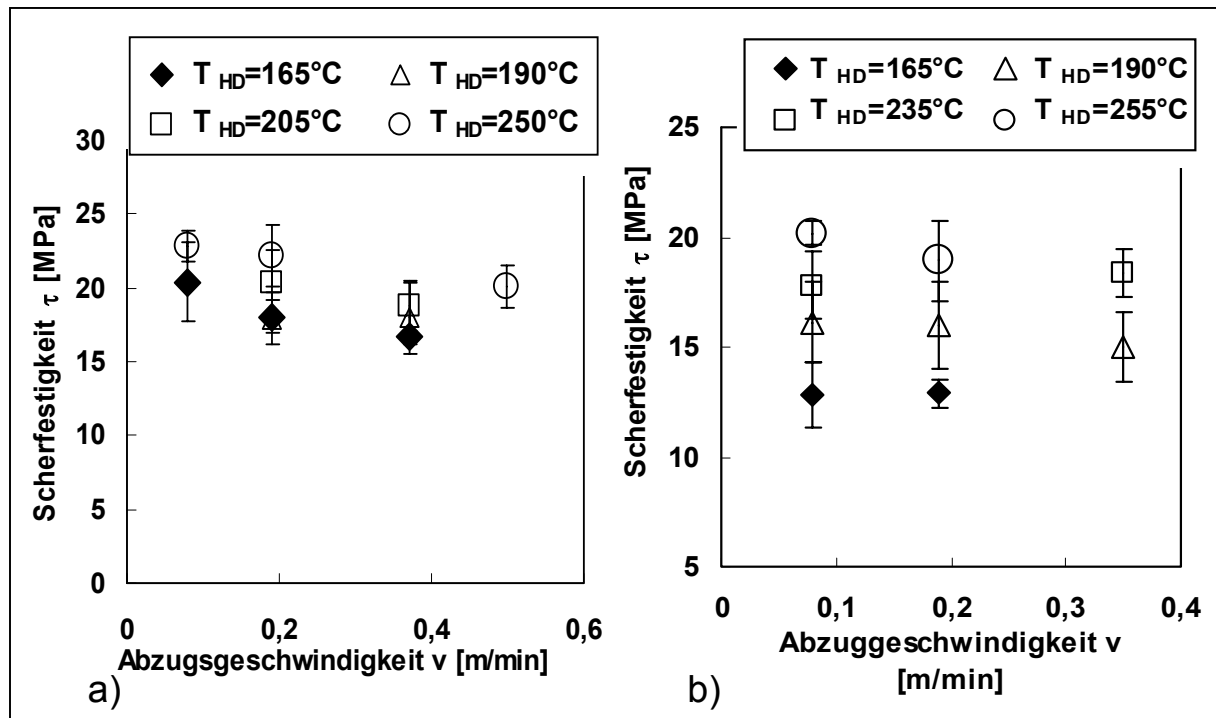 T HD=165°C T HD=190°C
T HD=205°C T HD=250°C
30
25
20
15
10
5
0
Scherfestigkeit τ [MPa]
0 0,2 0,4 0,6
Abzugsgeschwindigkeit v [m/min]
a)
T HD=165°C T HD=190°C
T HD=235°C T HD=255°C
25
20
15
10
5
Scherfestigkeit τ [MPa]
0 0,1 0,2 0,3 0,4
Abzuggeschwindigkeit v
[m/min]
b)